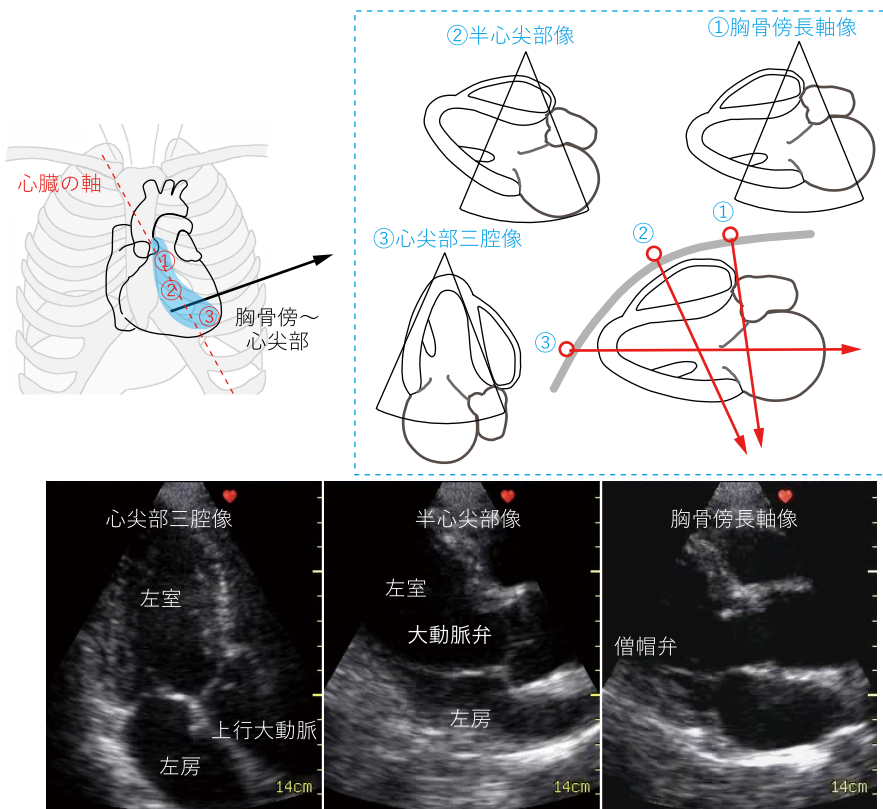 ②半心尖部像
①胸骨傍長軸像
心臓の軸
①
②
③
胸骨傍〜
心尖部
③心尖部三腔像
①
②
③
心尖部三腔像
左室
上行大動脈
左房
14cm
半心尖部像
左室
大動脈弁
左房
14cm
胸骨傍長軸像
僧帽弁
14cm